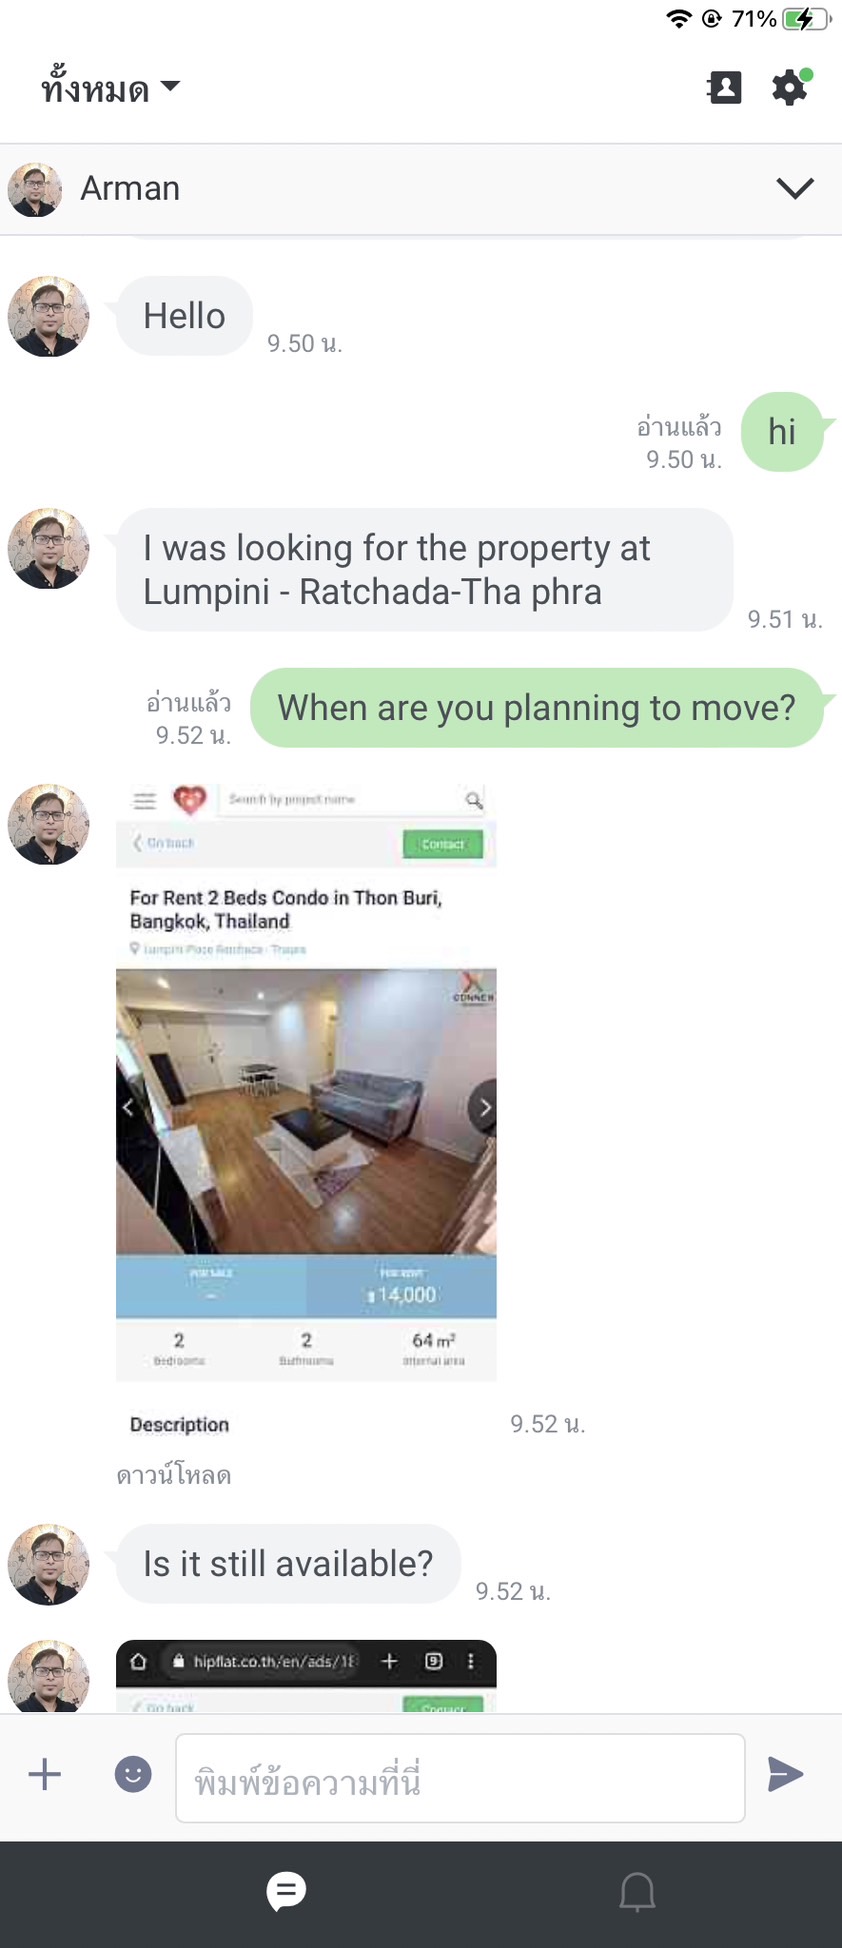 71%
ทั้งหมด
Arman
Hello
9.50 น.
อ่านแล้ว
9.50 น.
hi
I was looking for the property at
Lumpini - Ratchada-Tha phra
9.51 น.
อ่านแล้ว
9.52 น.
When are you planning to move?
Search by project name
Go back
Contact
For Rent 2 Beds Condo in Thon Buri,
Bangkok, Thailand
Lumpini Place Ratchada - Thapra
CONNEX
FOR SALE
FOR RENT
฿ 14,000
2
2
64 m²
Bedrooms
Bathrooms
Internal area
Description
9.52 น.
ดาวน์โหลด
Is it still available?
9.52 น.
hipflat.co.th/en/ads/18
9
Go back
Contact
พิมพ์ข้อความที่นี่